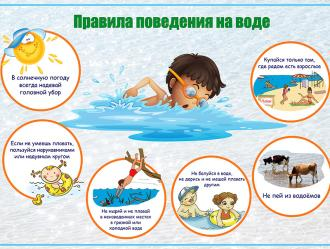 Правила поведения на воде
В солнечную погоду
всегда надевай
головной убор
Купайся только там,
где рядом есть взрослые
Если не умеешь плавать,
пользуйся нарукавниками
или надувным кругом
Не ныряй и не плавай
в неизведанных местах
в грязной или
холодной воде
Не балуйся в воде,
не дерись и не мешай плавать
другим
Не пей из водоёмов